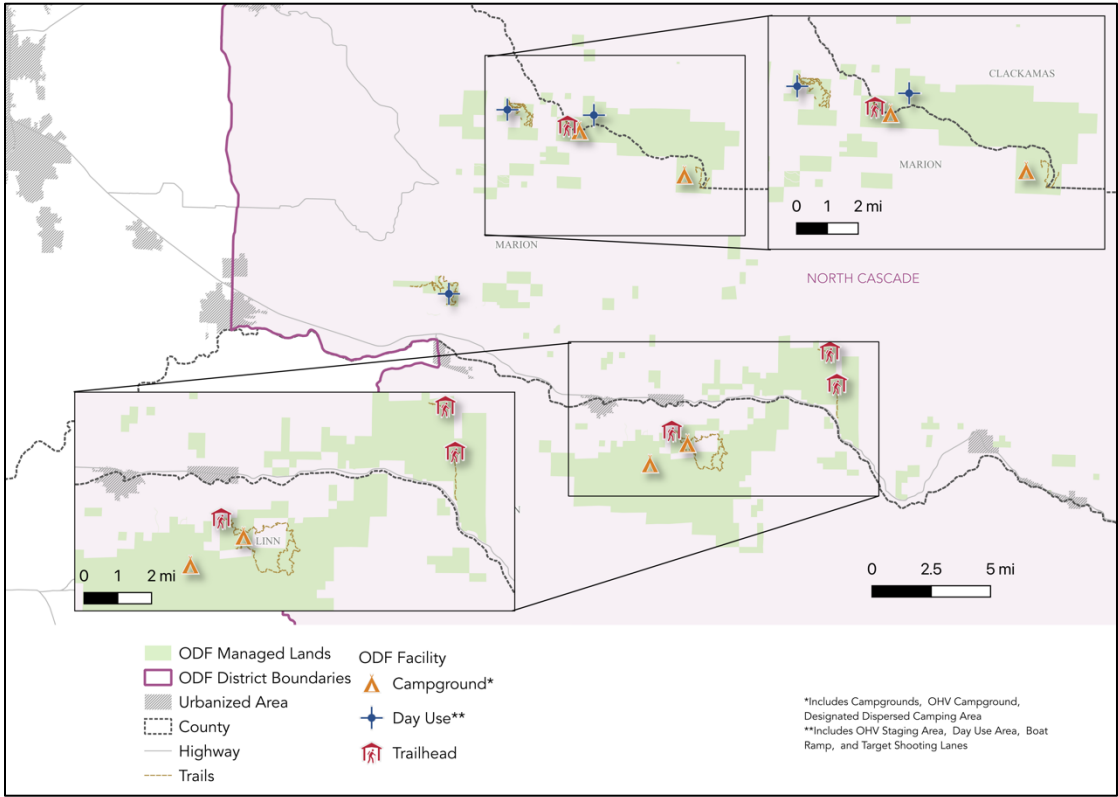 CLACKAMAS
MARION
0 1 2 mi
MARION
NORTH CASCADE
N
LINN
0 1 2 mi
0 2.5 5 mi
ODF Managed Lands
ODF District Boundaries
Urbanized Area
County
Highway
Trails
ODF Facility
Campground*
Day Use**
Trailhead
*Includes Campgrounds, OHV Campground,
Designated Dispersed Camping Area
**Includes OHV Staging Area, Day Use Area, Boat
Ramp, and Target Shooting Lanes